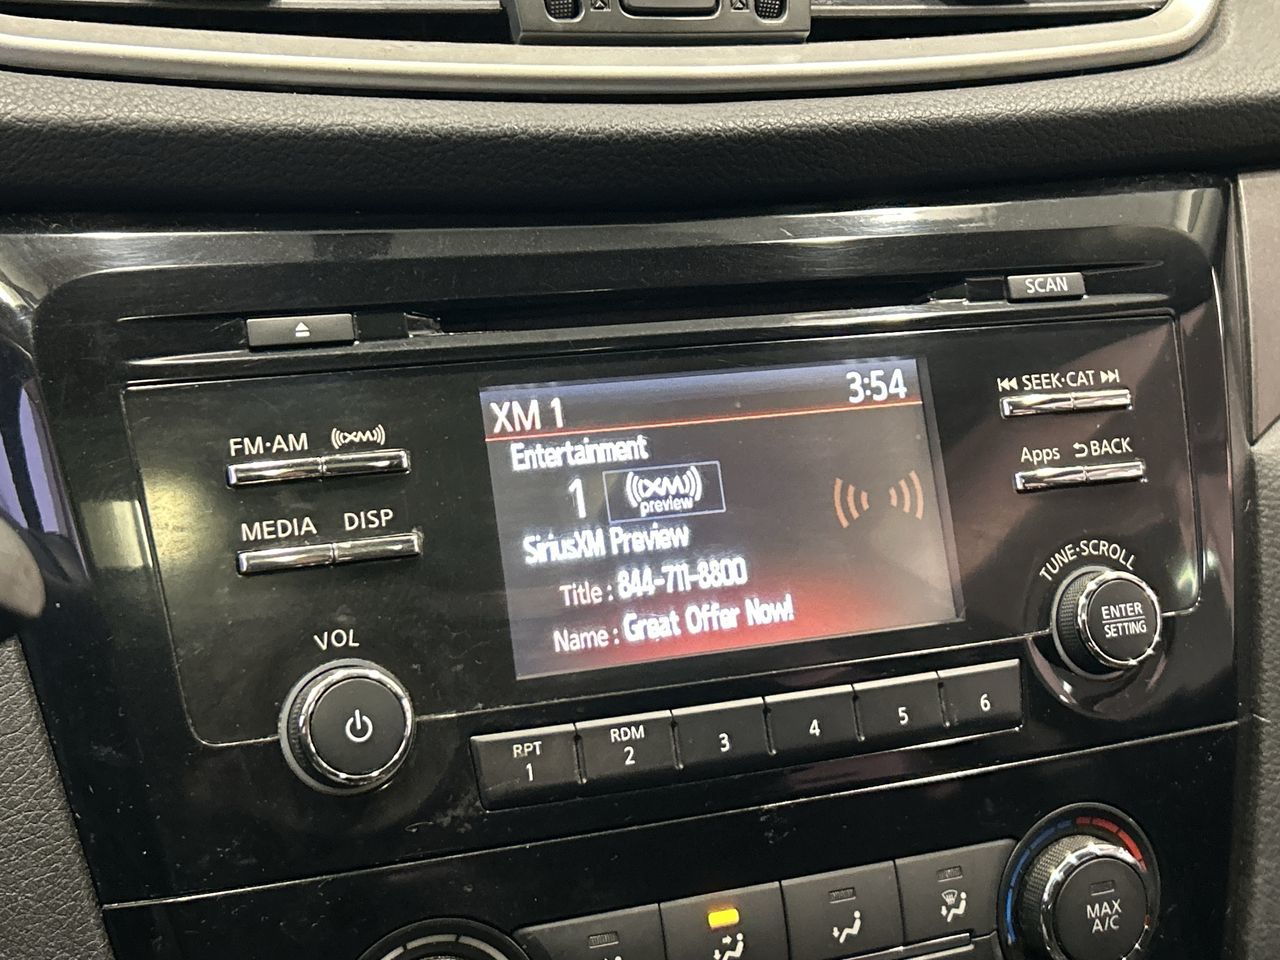 SCAN
FM·AM XM
MEDIA DISP
VOL
XM 1 3:54
Entertainment
1 XM
preview
SiriusXM Preview
Title : 844-711-8800
Name : Great Offer Now!
SEEK·CAT
Apps BACK
TUNE·SCROLL
ENTER
SETTING
RPT
1
RDM
2
3
4
5
6
MAX
A/C